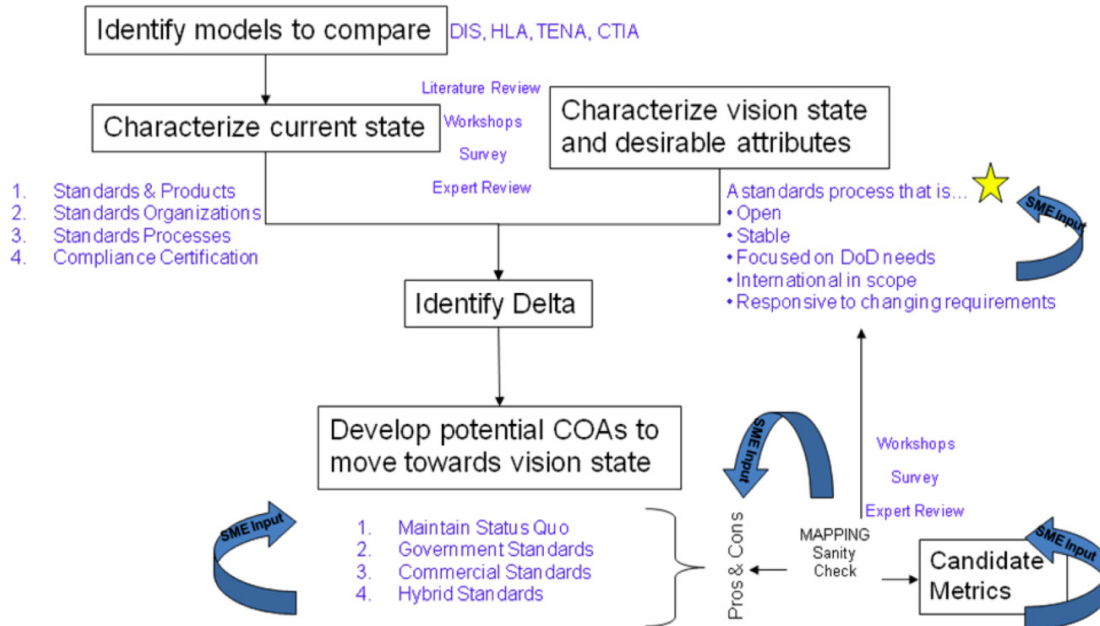 Identify models to compare
DIS, HLA, TENA, CTIA
Literature Review
Workshops
Survey
Expert Review
Characterize current state
Characterize vision state
and desirable attributes
1. Standards & Products
2. Standards Organizations
3. Standards Processes
4. Compliance Certification
A standards process that is...
• Open
• Stable
• Focused on DoD needs
• International in scope
• Responsive to changing requirements
SME Input
Identify Delta
Develop potential COAs to
move towards vision state
SME Input
Workshops
Survey
Expert Review
SME Input
1. Maintain Status Quo
2. Government Standards
3. Commercial Standards
4. Hybrid Standards
Pros & Cons
MAPPING
Sanity
Check
Candidate
Metrics
SME Input